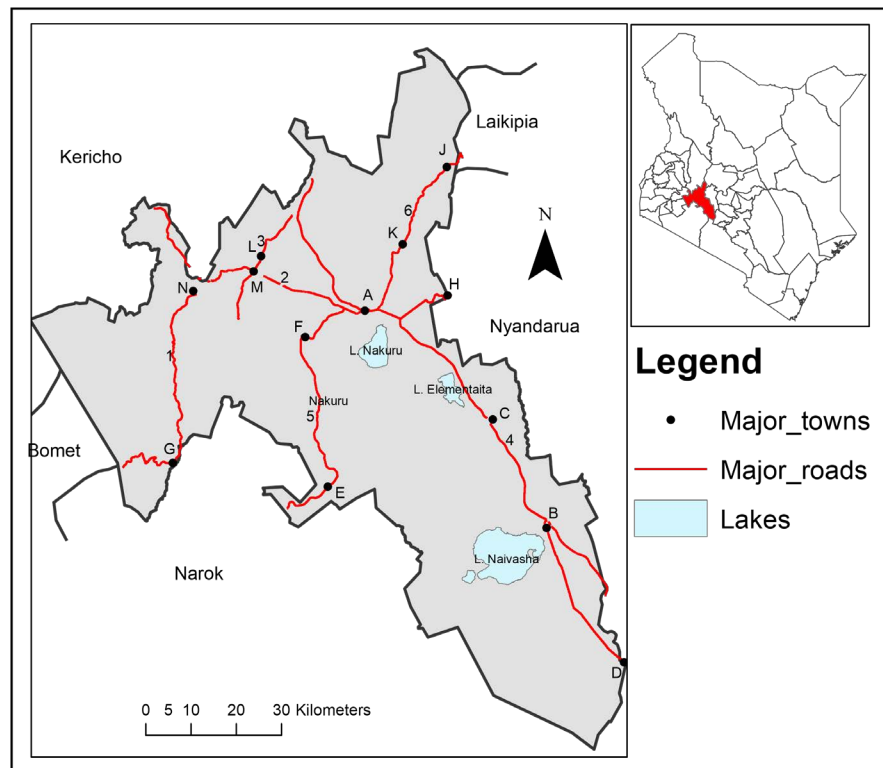 Laikipia
Kericho
J
6
K
L
3
M
2
N
H
A
N
Nyandarua
F
L. Nakuru
1
L. Elementaita
Nakuru
5
C
4
Bomet
G
E
B
L. Naivasha
Narok
D
0 5 10 20 30 Kilometers
Legend
Major_towns
Major_roads
Lakes